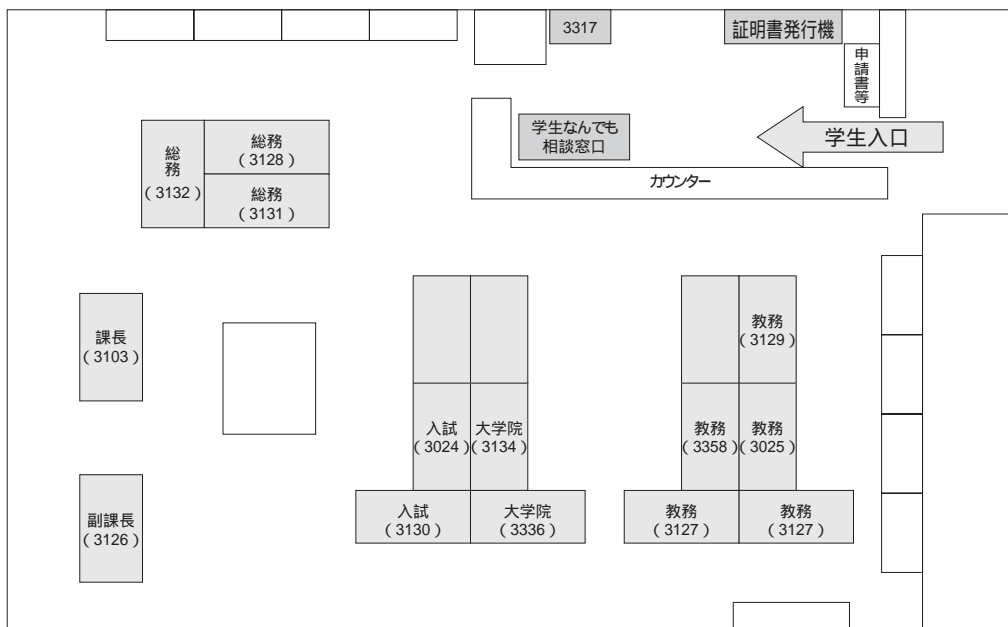 3317
証明書発行機
申請書等
学生なんでも
相談窓口
学生入口
カウンター
総務
(3132)
総務
(3128)
総務
(3131)
課長
(3103)
教務
(3129)
入試
(3024)
大学院
(3134)
教務
(3358)
教務
(3025)
副課長
(3126)
入試
(3130)
大学院
(3336)
教務
(3127)
教務
(3127)